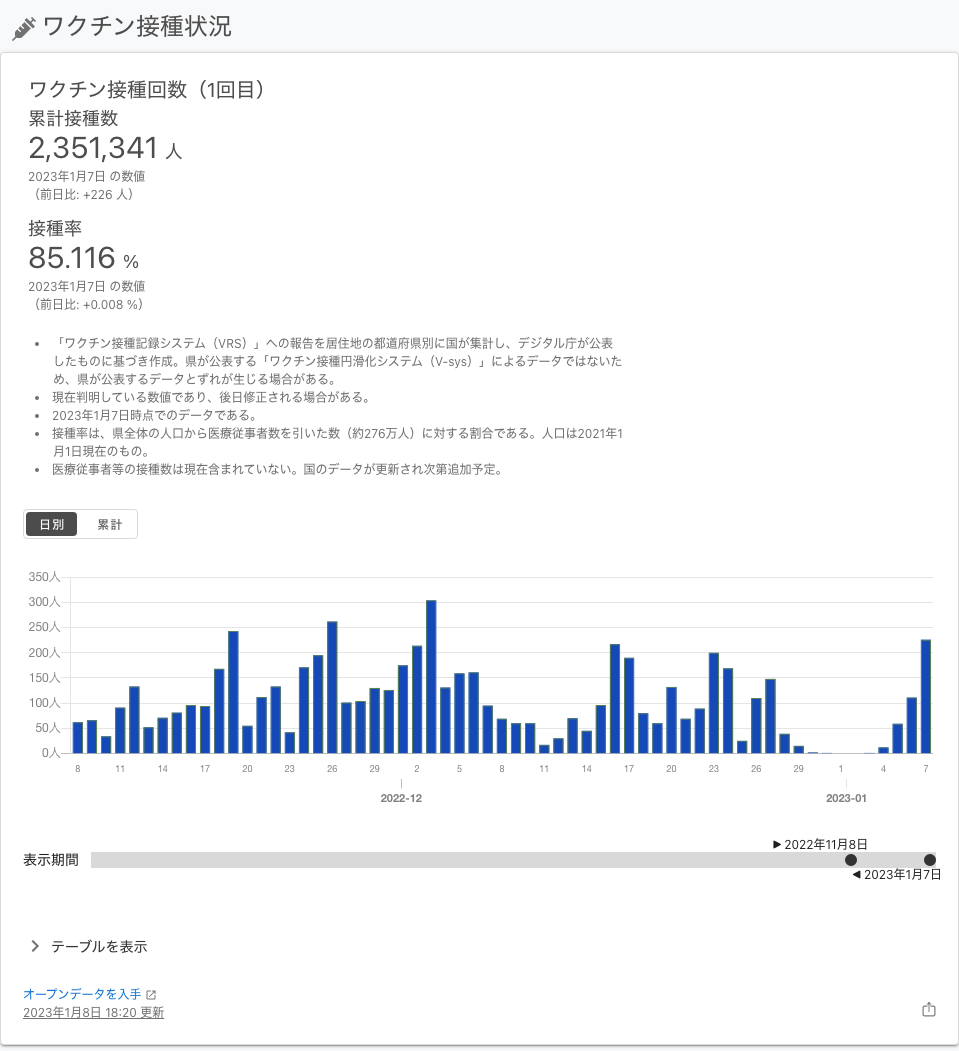 ワクチン接種状況
ワクチン接種回数（1回目）
累計接種数
2,351,341 人
2023年1月7日 の数値
（前日比: +226 人）
接種率
85.116 %
2023年1月7日 の数値
（前日比: +0.008 %）
• 「ワクチン接種記録システム（VRS）」への報告を居住地の都道府県別に国が集計し、デジタル庁が公表
したものに基づき作成。県が公表する「ワクチン接種円滑化システム（V-sys）」によるデータではないた
め、県が公表するデータとずれが生じる場合がある。
• 現在判明している数値であり、後日修正される場合がある。
• 2023年1月7日時点でのデータである。
• 接種率は、県全体の人口から医療従事者数を引いた数（約276万人）に対する割合である。人口は2021年1
月1日現在のもの。
• 医療従事者等の接種数は現在含まれていない。国のデータが更新され次第追加予定。
日別 累計
350人
300人
250人
200人
150人
100人
50人
0人
8 11 14 17 20 23 26 29 2 5 8 11 14 17 20 23 26 29 1 4 7
2022-12 2023-01
▶ 2022年11月8日
表示期間
◀ 2023年1月7日
テーブルを表示
オープンデータを入手
2023年1月8日 18:20 更新